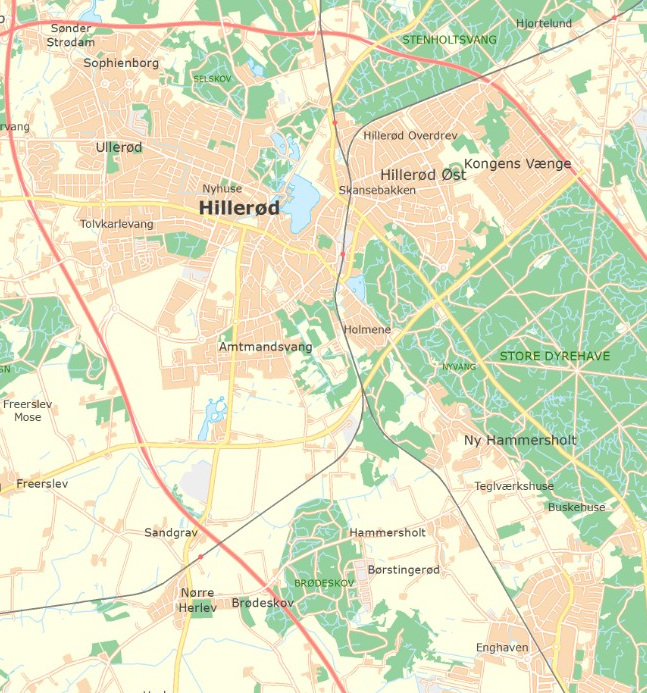 Sønder
Strødam
Hjortelund
STENHOLTSVANG
Sophienborg
SELSKOV
rvang
Hillerød Overdrev
Ullerød
Kongens Vænge
Hillerød Øst
Nyhuse
Skansebakken
Hillerød
Tolvkarlevang
Holmene
Amtmandsvang
STORE DYREHAVE
NYVANG
GN
Freerslev
Mose
Ny Hammersholt
Freerslev
Teglværkshuse
Buskehuse
Sandgrav
Hammersholt
Børstingerød
BRØDESKOV
Nørre
Herlev
Brødeskov
Enghaven